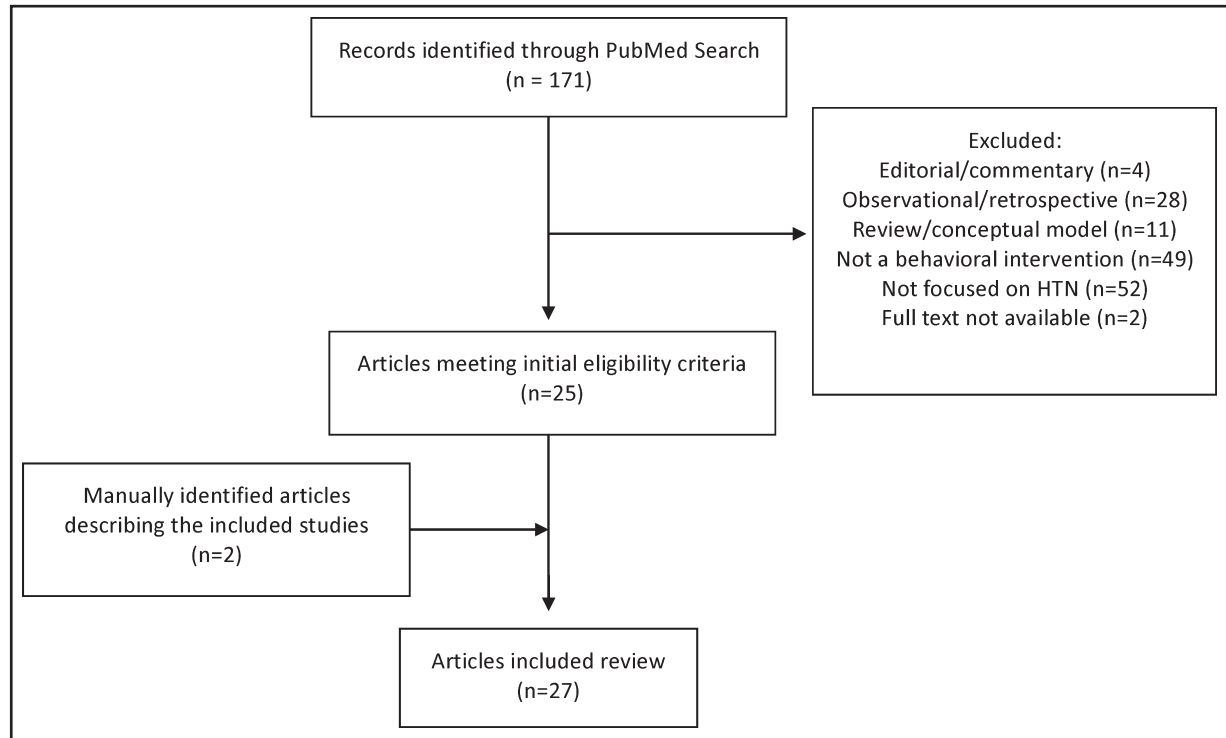 Records identified through PubMed Search
(n = 171)
Excluded:
Editorial/commentary (n=4)
Observational/retrospective (n=28)
Review/conceptual model (n=11)
Not a behavioral intervention (n=49)
Not focused on HTN (n=52)
Full text not available (n=2)
Articles meeting initial eligibility criteria
(n=25)
Manually identified articles
describing the included studies
(n=2)
Articles included review
(n=27)